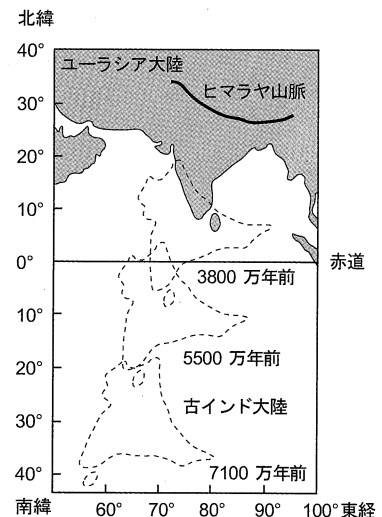 北緯
40°
ユーラシア大陸
ヒマラヤ山脈
30°
20°
10°
0°
赤道
3800 万年前
10°
5500 万年前
20°
古インド大陸
30°
7100 万年前
40°
南緯
50° 60° 70° 80° 90° 100° 東経